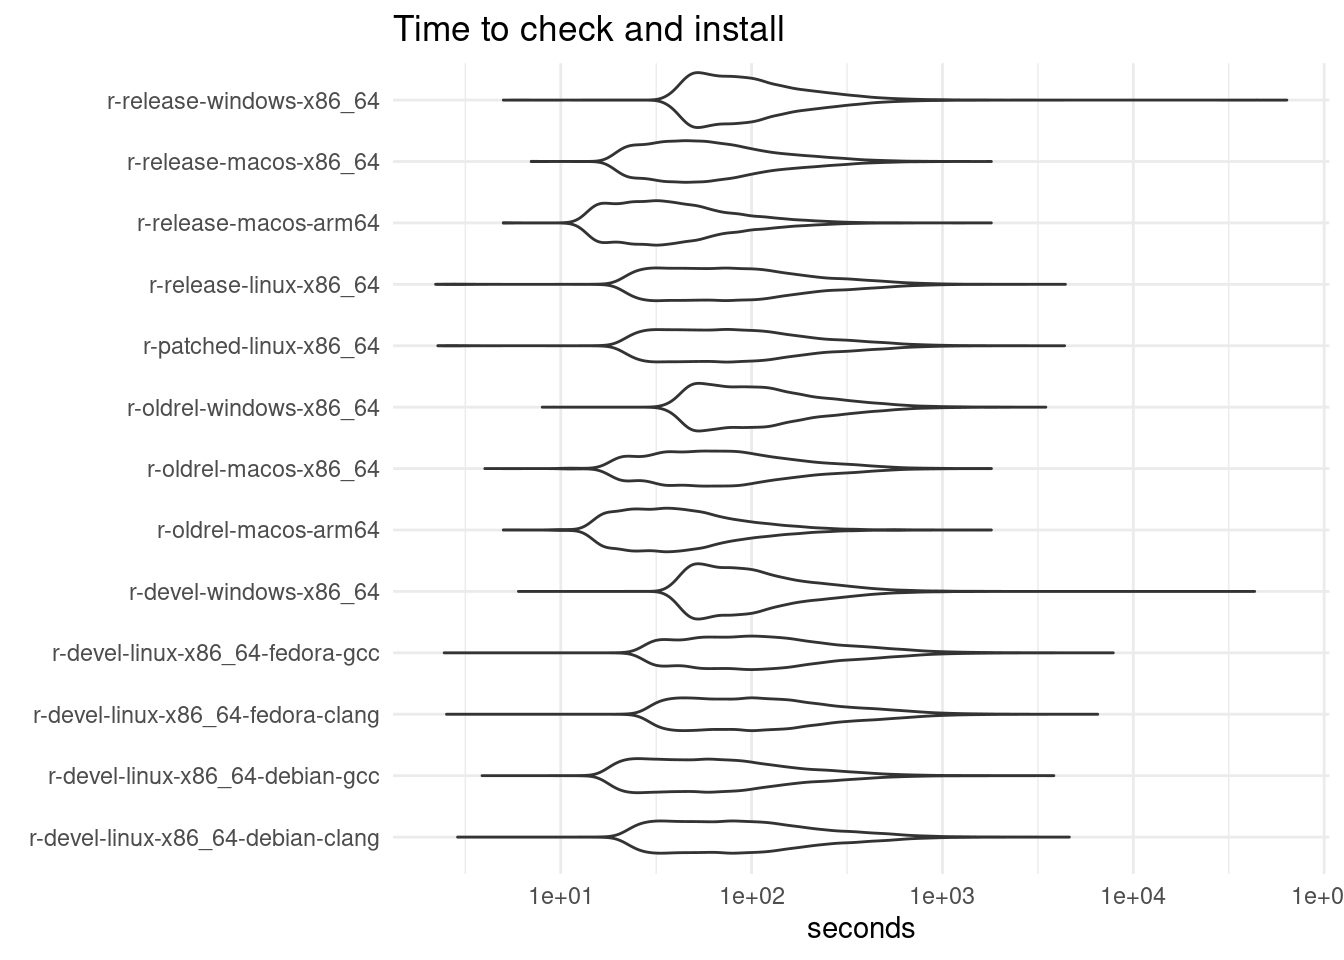 Time to check and install
r-release-windows-x86_64
r-release-macos-x86_64
r-release-macos-arm64
r-release-linux-x86_64
r-patched-linux-x86_64
r-oldrel-windows-x86_64
r-oldrel-macos-x86_64
r-oldrel-macos-arm64
r-devel-windows-x86_64
r-devel-linux-x86_64-fedora-gcc
r-devel-linux-x86_64-fedora-clang
r-devel-linux-x86_64-debian-gcc
r-devel-linux-x86_64-debian-clang
1e+01 1e+02 1e+03 1e+04 1e+0
seconds